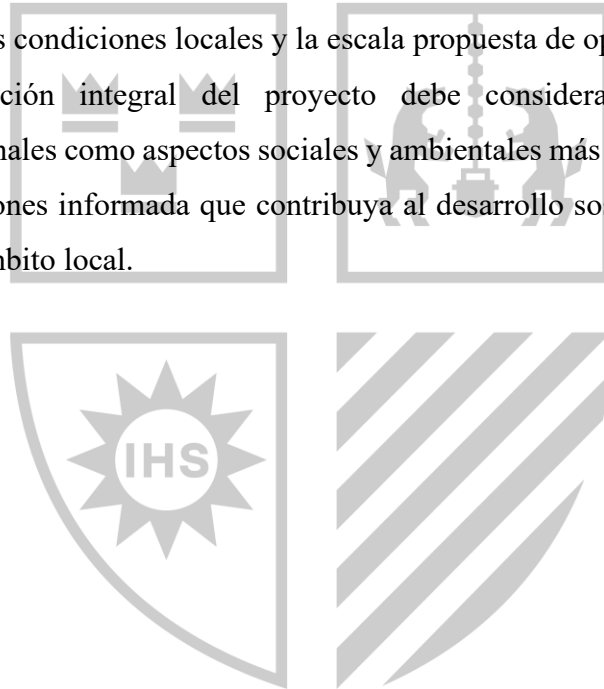 s condiciones locales y la escala propuesta de op
ción integral del proyecto debe considera
nales como aspectos sociales y ambientales más
ones informada que contribuya al desarrollo sos
nbito local.
IHS